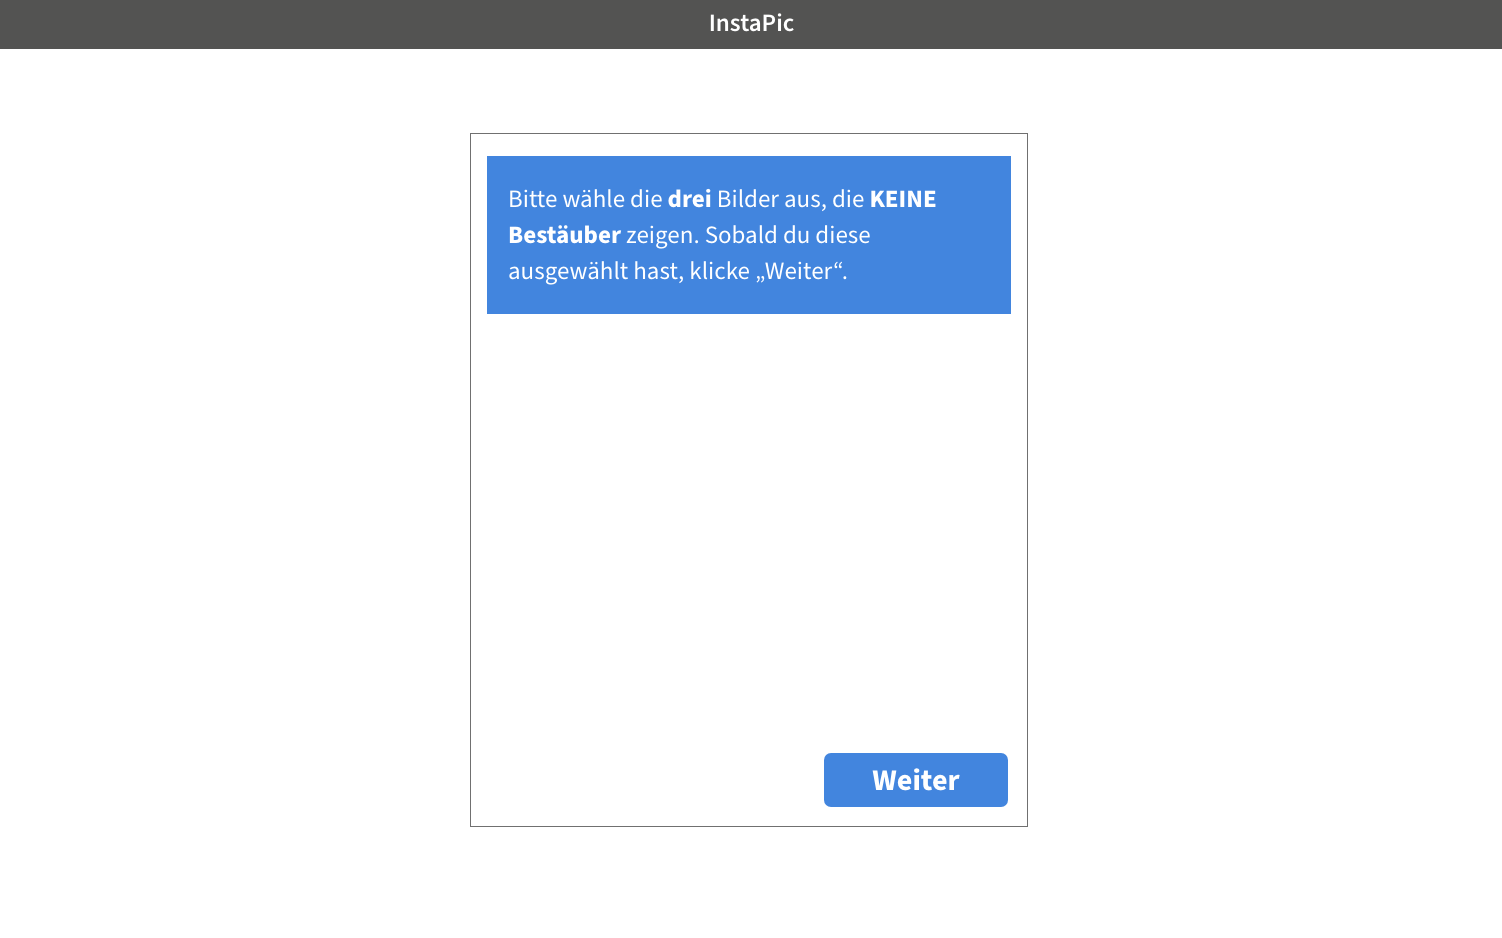 InstaPic
Bitte wähle die drei Bilder aus, die KEINE
Bestäuber zeigen. Sobald du diese
ausgewählt hast, klicke „Weiter“.
Weiter